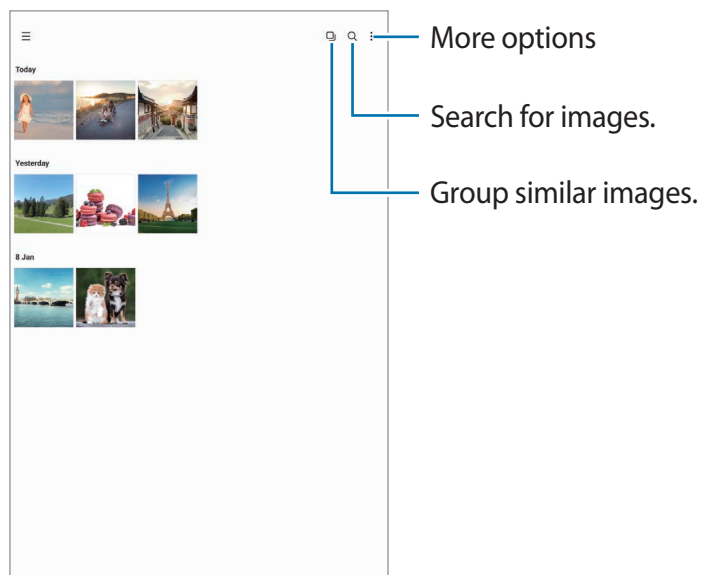 More options
Today
Search for images.
Yesterday
Group similar images.
8 Jan